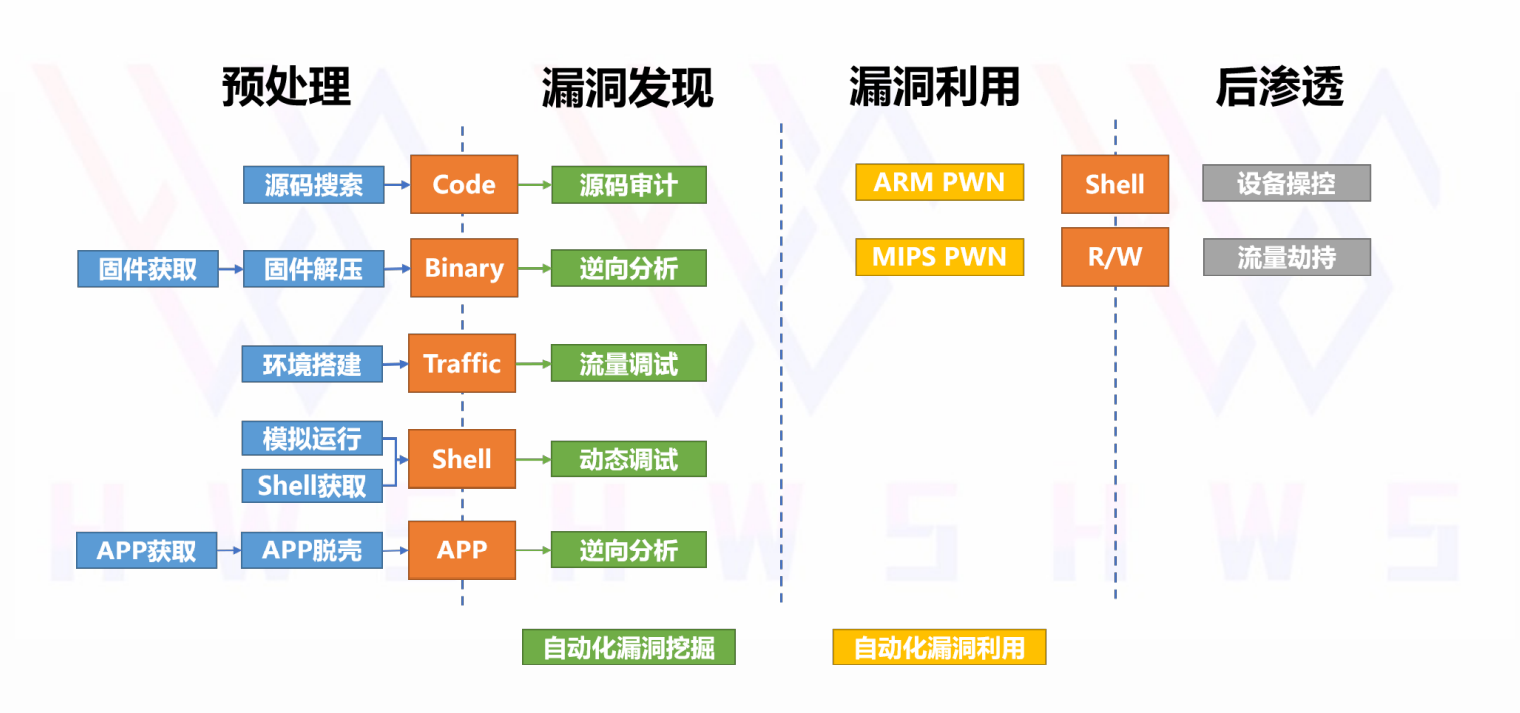 预处理
漏洞发现
漏洞利用
后渗透
源码搜索
Code
源码审计
ARM PWN
Shell
设备操控
固件获取
固件解压
Binary
逆向分析
MIPS PWN
R/W
流量劫持
环境搭建
Traffic
流量调试
模拟运行
Shell获取
Shell
动态调试
APP获取
APP脱壳
APP
逆向分析
自动化漏洞挖掘
自动化漏洞利用
HWS
HWS
HWS